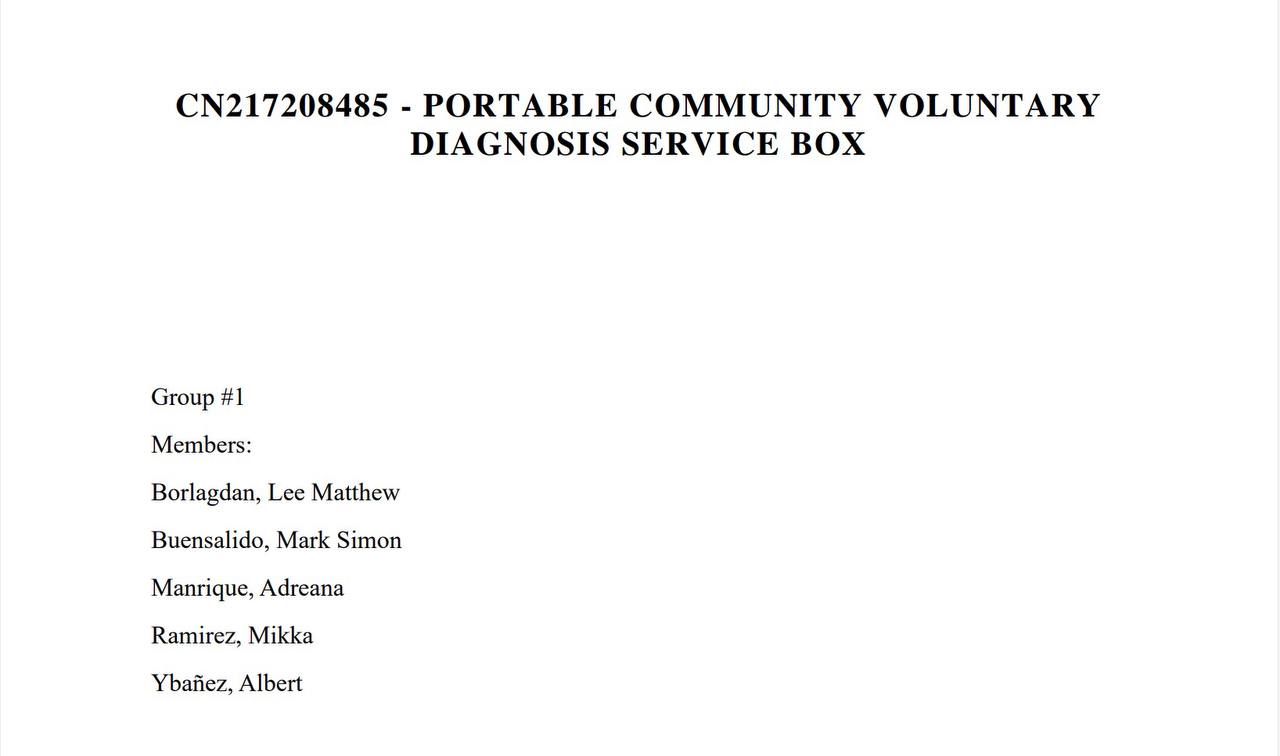 CN217208485 - PORTABLE COMMUNITY VOLUNTARY
DIAGNOSIS SERVICE BOX
Group #1
Members:
Borlagdan, Lee Matthew
Buensalido, Mark Simon
Manrique, Adreana
Ramirez, Mikka
Ybañez, Albert